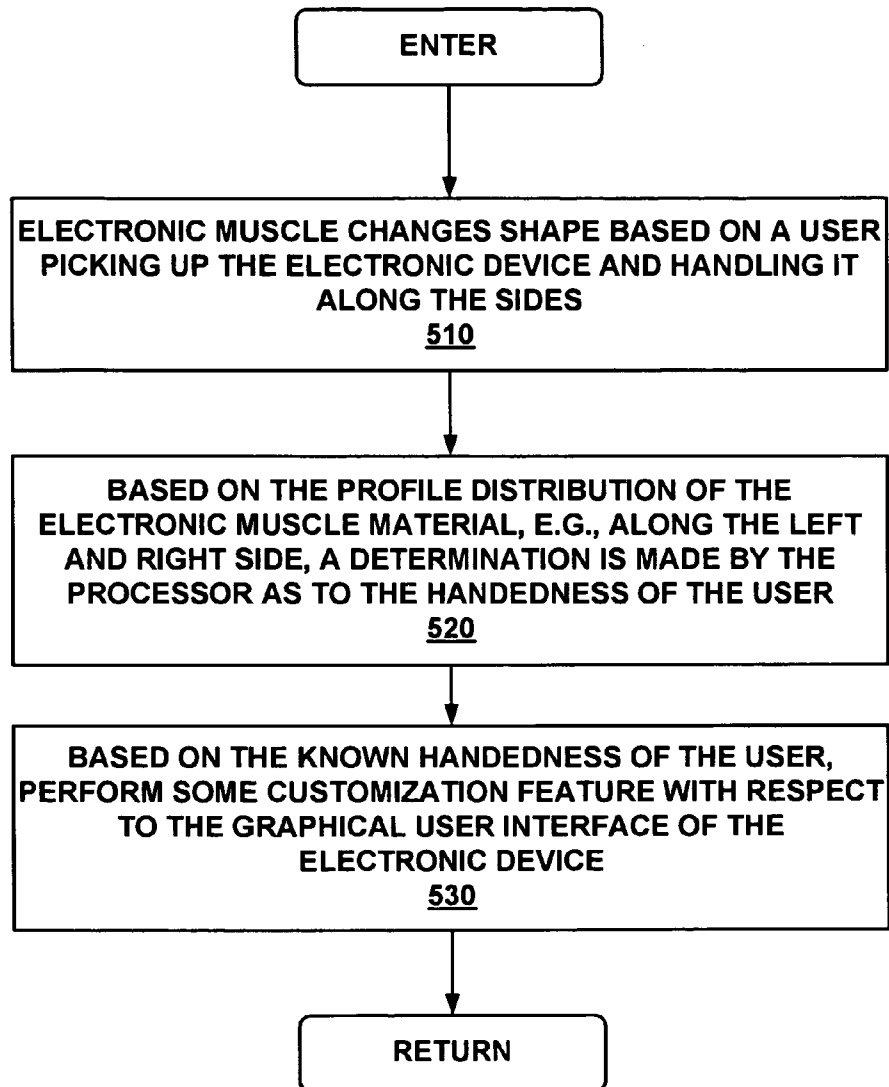 ENTER
ELECTRONIC MUSCLE CHANGES SHAPE BASED ON A USER
PICKING UP THE ELECTRONIC DEVICE AND HANDLING IT
ALONG THE SIDES
510
BASED ON THE PROFILE DISTRIBUTION OF THE
ELECTRONIC MUSCLE MATERIAL, E.G., ALONG THE LEFT
AND RIGHT SIDE, A DETERMINATION IS MADE BY THE
PROCESSOR AS TO THE HANDEDNESS OF THE USER
520
BASED ON THE KNOWN HANDEDNESS OF THE USER,
PERFORM SOME CUSTOMIZATION FEATURE WITH RESPECT
TO THE GRAPHICAL USER INTERFACE OF THE
ELECTRONIC DEVICE
530
RETURN